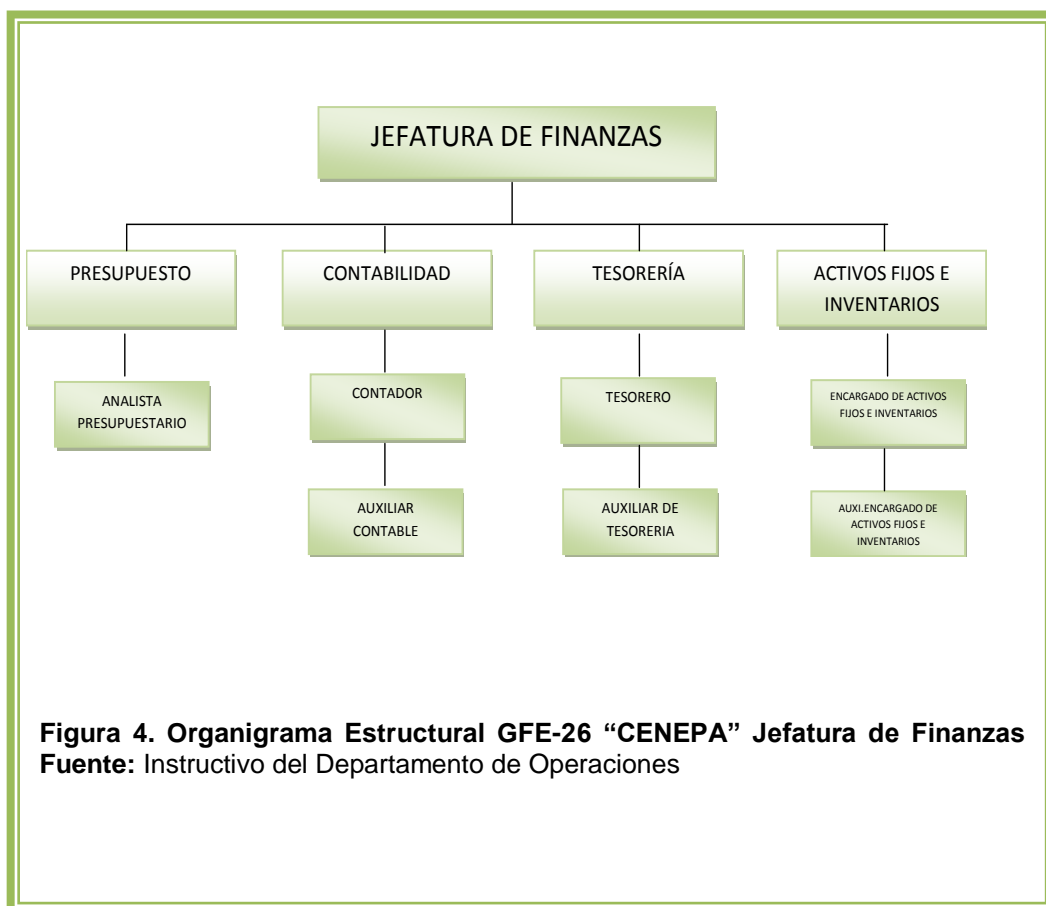 JEFATURA DE FINANZAS
PRESUPUESTO
CONTABILIDAD
TESORERÍA
ACTIVOS FIJOS E
INVENTARIOS
ANALISTA
PRESUPUESTARIO
CONTADOR
TESORERO
ENCARGADO DE ACTIVOS
FIJOS E INVENTARIOS
AUXILIAR
CONTABLE
AUXILIAR DE
TESORERIA
AUXI.ENCARGADO DE
ACTIVOS FIJOS E
INVENTARIOS
Figura 4. Organigrama Estructural GFE-26 “CENEPA” Jefatura de Finanzas
Fuente: Instructivo del Departamento de Operaciones